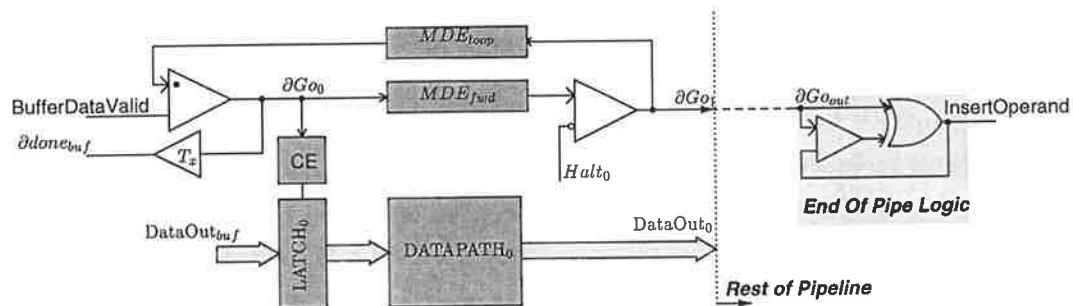 MDE_loop
∂Go_0
MDE_fwd
∂Go_1
∂Go_out
InsertOperand
BufferDataValid
∂done_buf
T_x
CE
Halt_0
End Of Pipe Logic
DataOut_buf
LATCH_0
DATAPATH_0
DataOut_0
Rest of Pipeline